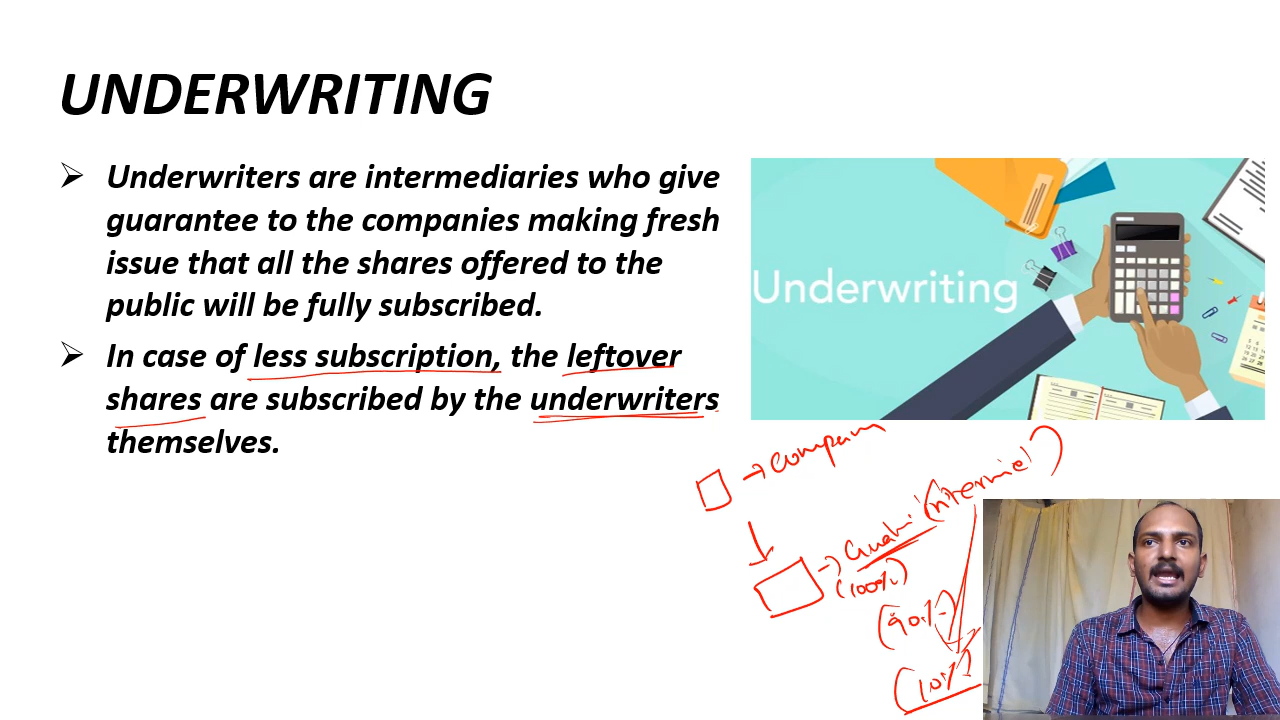 UNDERWRITING
➢ Underwriters are intermediaries who give
guarantee to the companies making fresh
issue that all the shares offered to the
public will be fully subscribed.
➢ In case of less subscription, the leftover
shares are subscribed by the underwriters
themselves.
Underwriting
→ company
(100%)
(90%)
(10%)